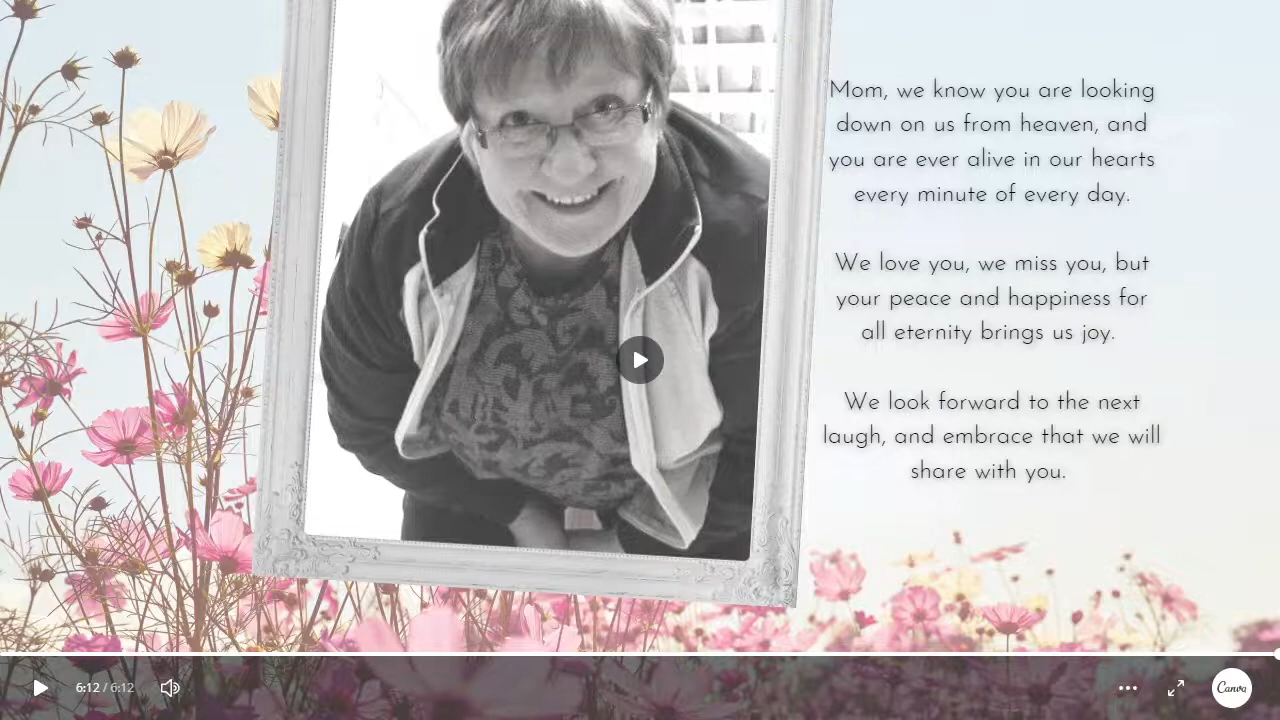 Mom, we know you are looking
down on us from heaven, and
you are ever alive in our hearts
every minute of every day.
We love you, we miss you, but
your peace and happiness for
all eternity brings us joy.
We look forward to the next
laugh, and embrace that we will
share with you.
6:12 / 6:12
Canva